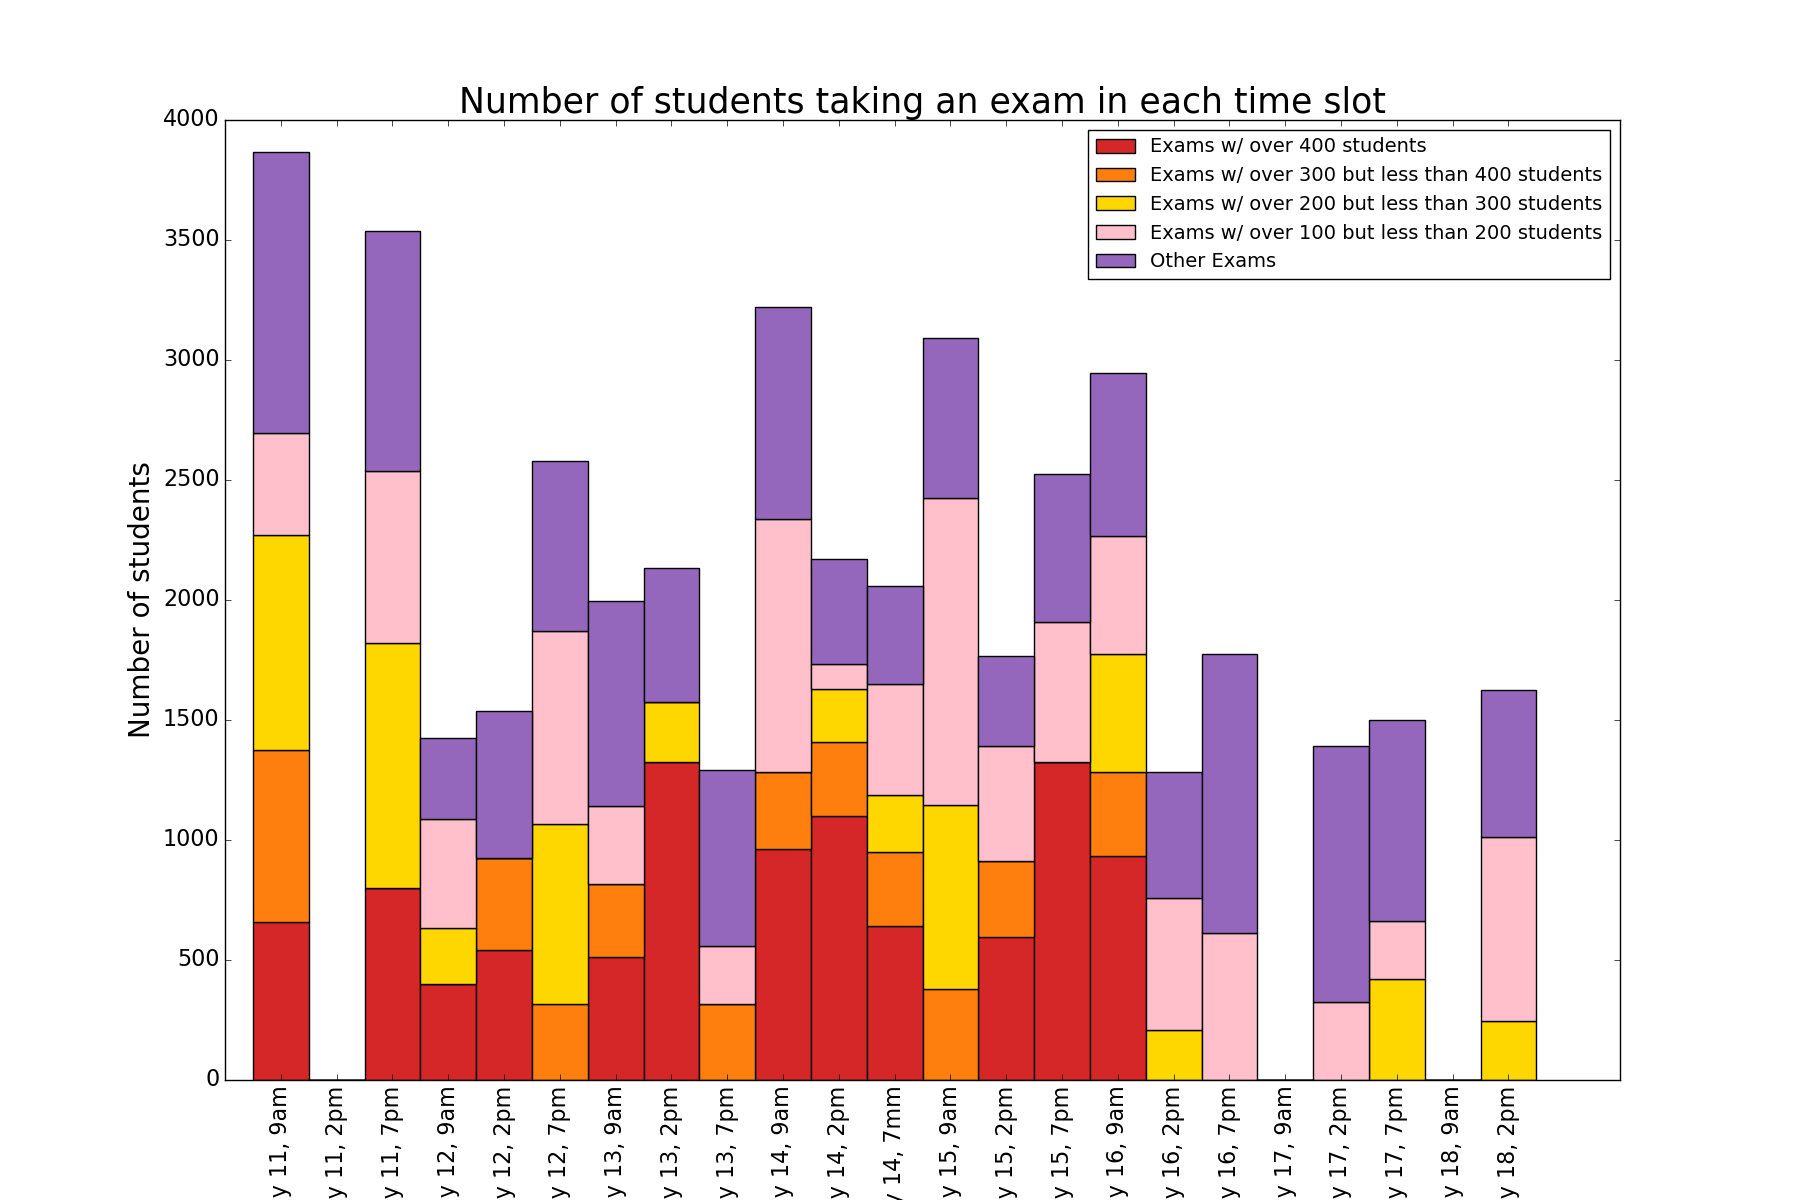 Number of students taking an exam in each time slot
Exams w/ over 400 students
Exams w/ over 300 but less than 400 students
Exams w/ over 200 but less than 300 students
Exams w/ over 100 but less than 200 students
Other Exams
Number of students
4000
3500
3000
2500
2000
1500
1000
500
0
y 11, 9am
y 11, 2pm
y 11, 7pm
y 12, 9am
y 12, 2pm
y 12, 7pm
y 13, 9am
y 13, 2pm
y 13, 7pm
y 14, 9am
y 14, 2pm
y 14, 7mm
y 15, 9am
y 15, 2pm
y 15, 7pm
y 16, 9am
y 16, 2pm
y 16, 7pm
y 17, 9am
y 17, 2pm
y 17, 7pm
y 18, 9am
y 18, 2pm